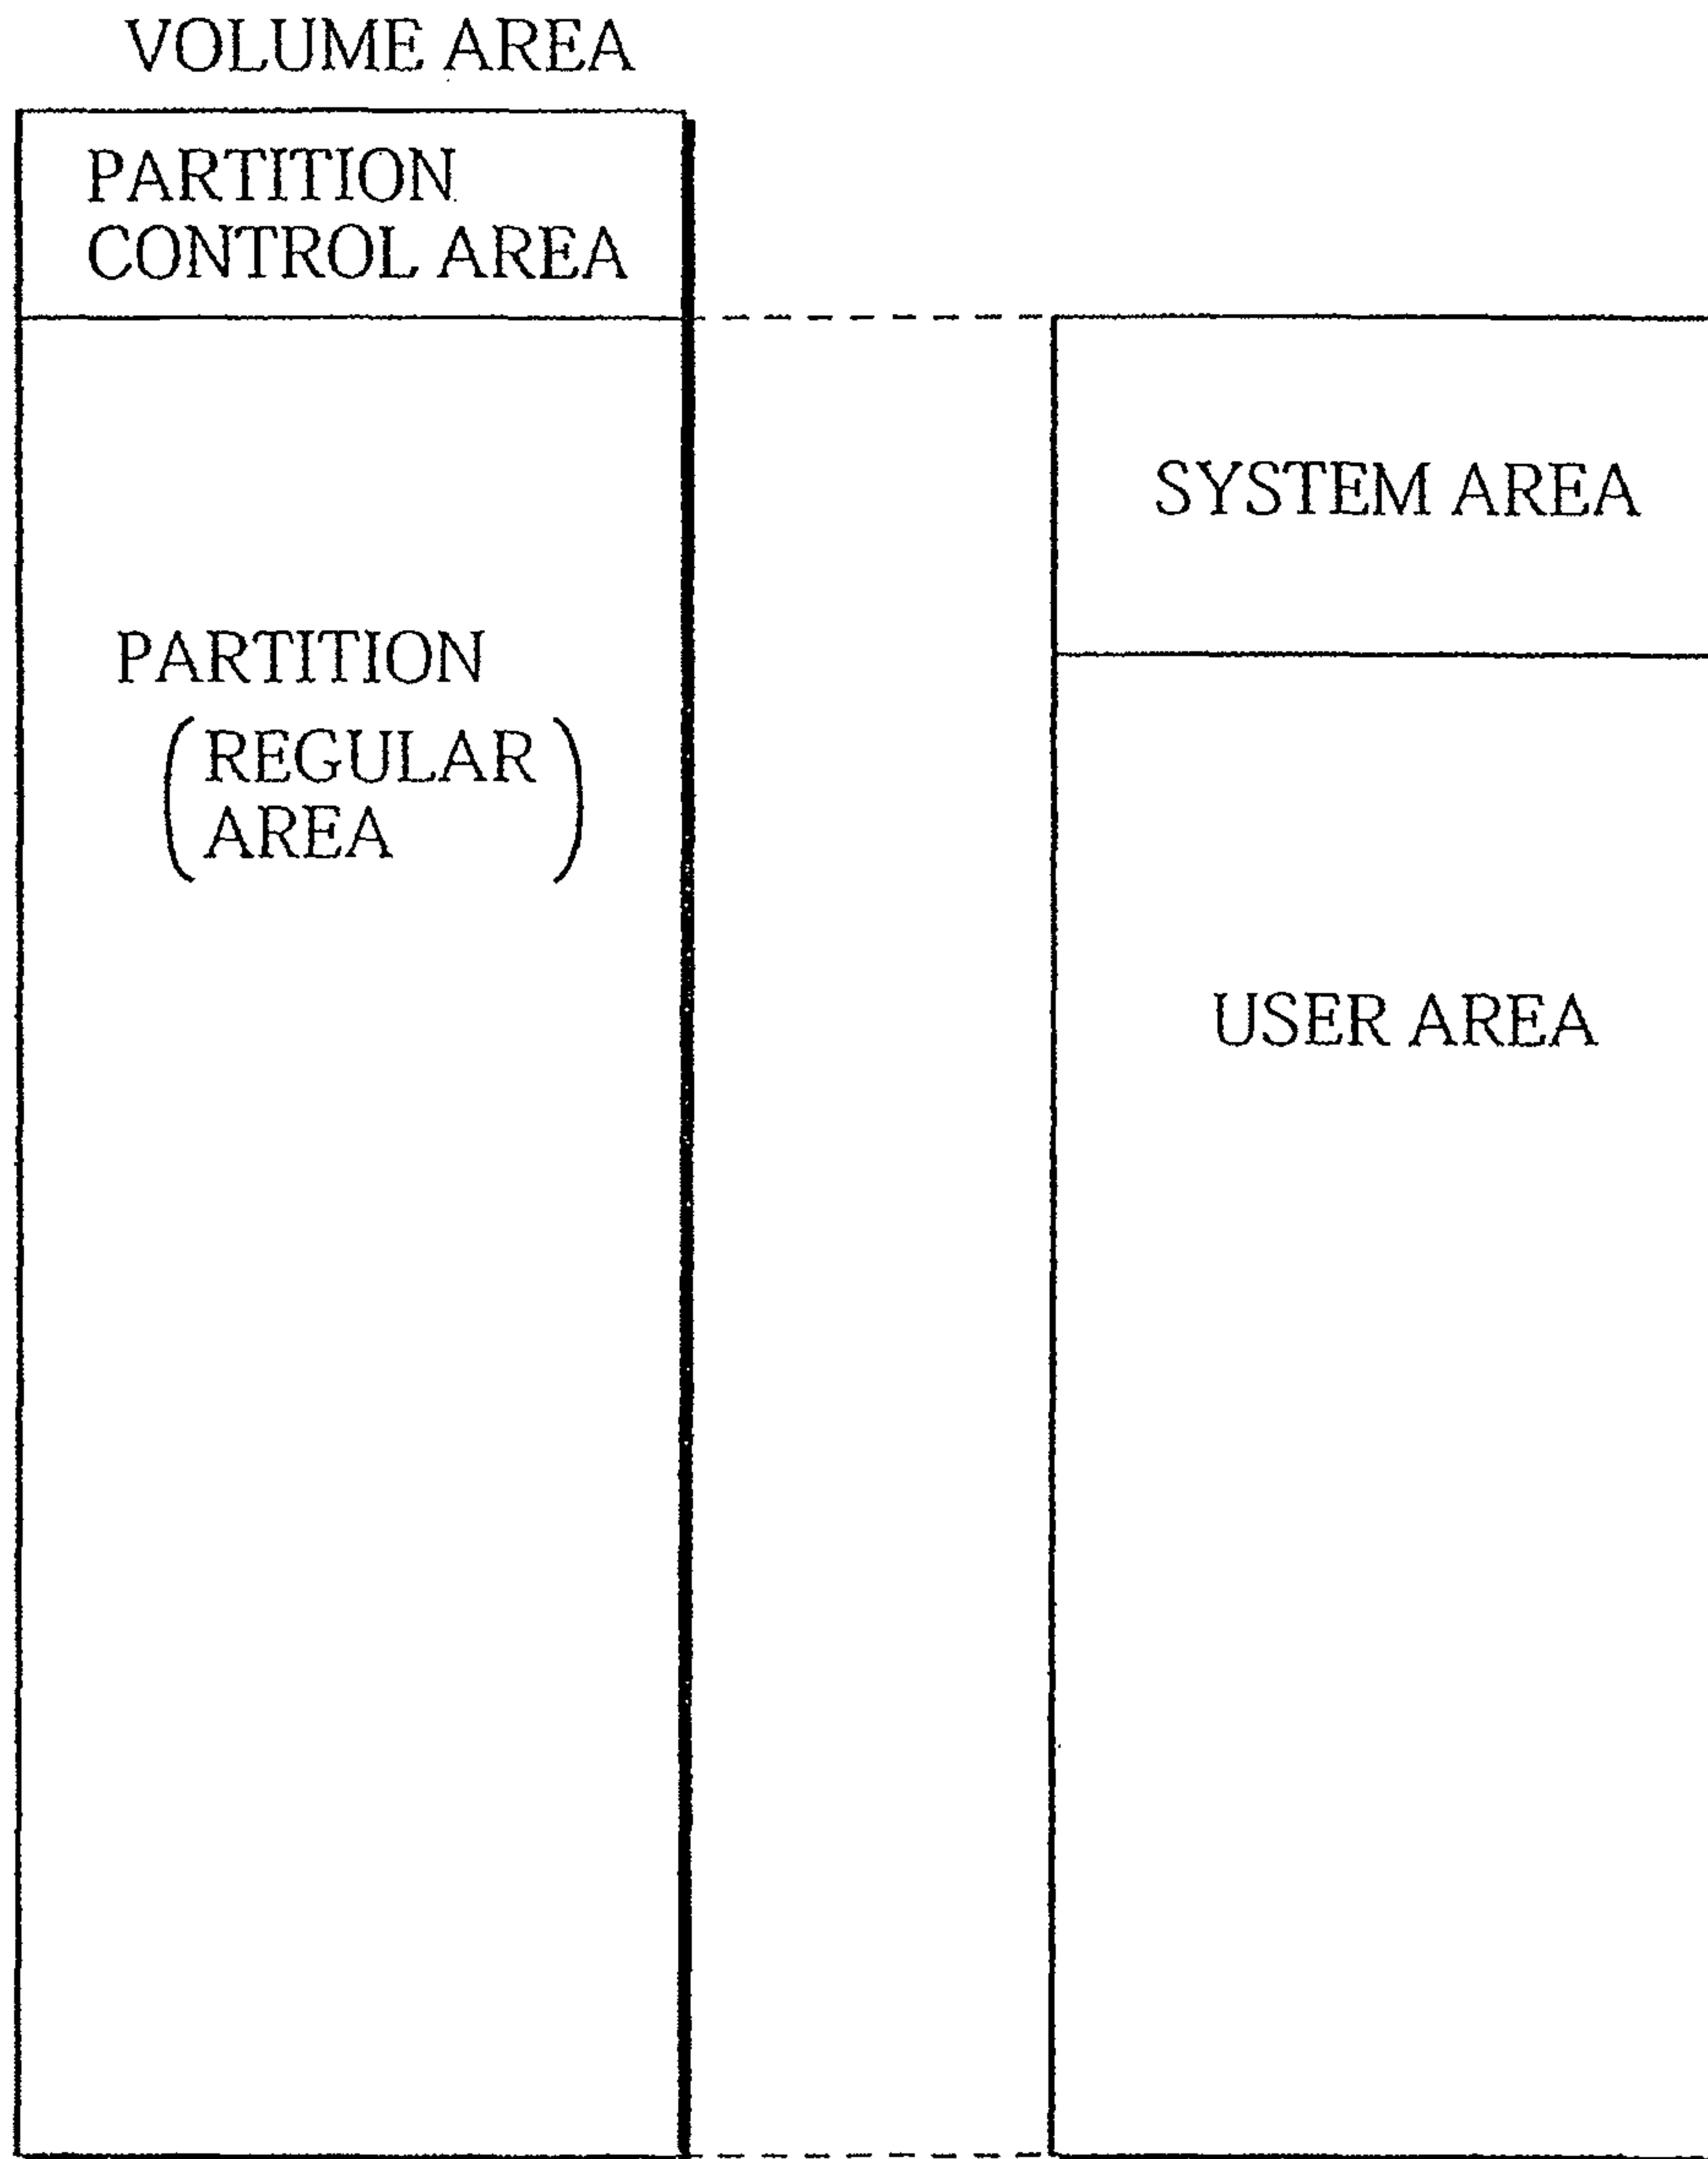 VOLUME AREA
PARTITION
CONTROL AREA
PARTITION
(REGULAR
AREA)
SYSTEM AREA
USER AREA